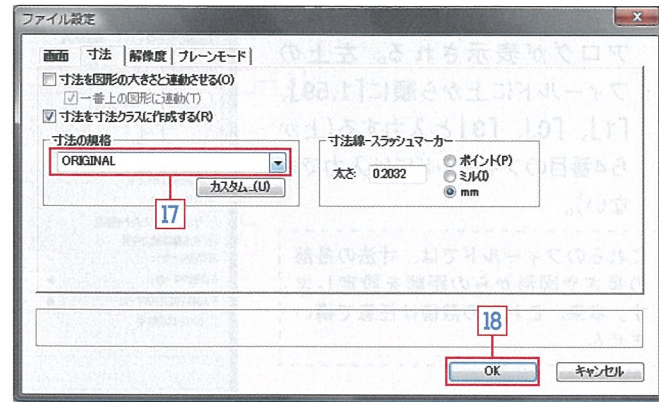 ファイル設定
画面 寸法 解像度 プレーンモード
寸法を図形の大きさと連動させる(O)
一番上の図形に連動(T)
寸法を寸法クラスに作成する(R)
寸法の規格
ORIGINAL
カスタム...(U)
17
寸法線-スラッシュマーカー
太さ: 0.2032
ポイント(P)
ミル(I)
mm
18
OK キャンセル